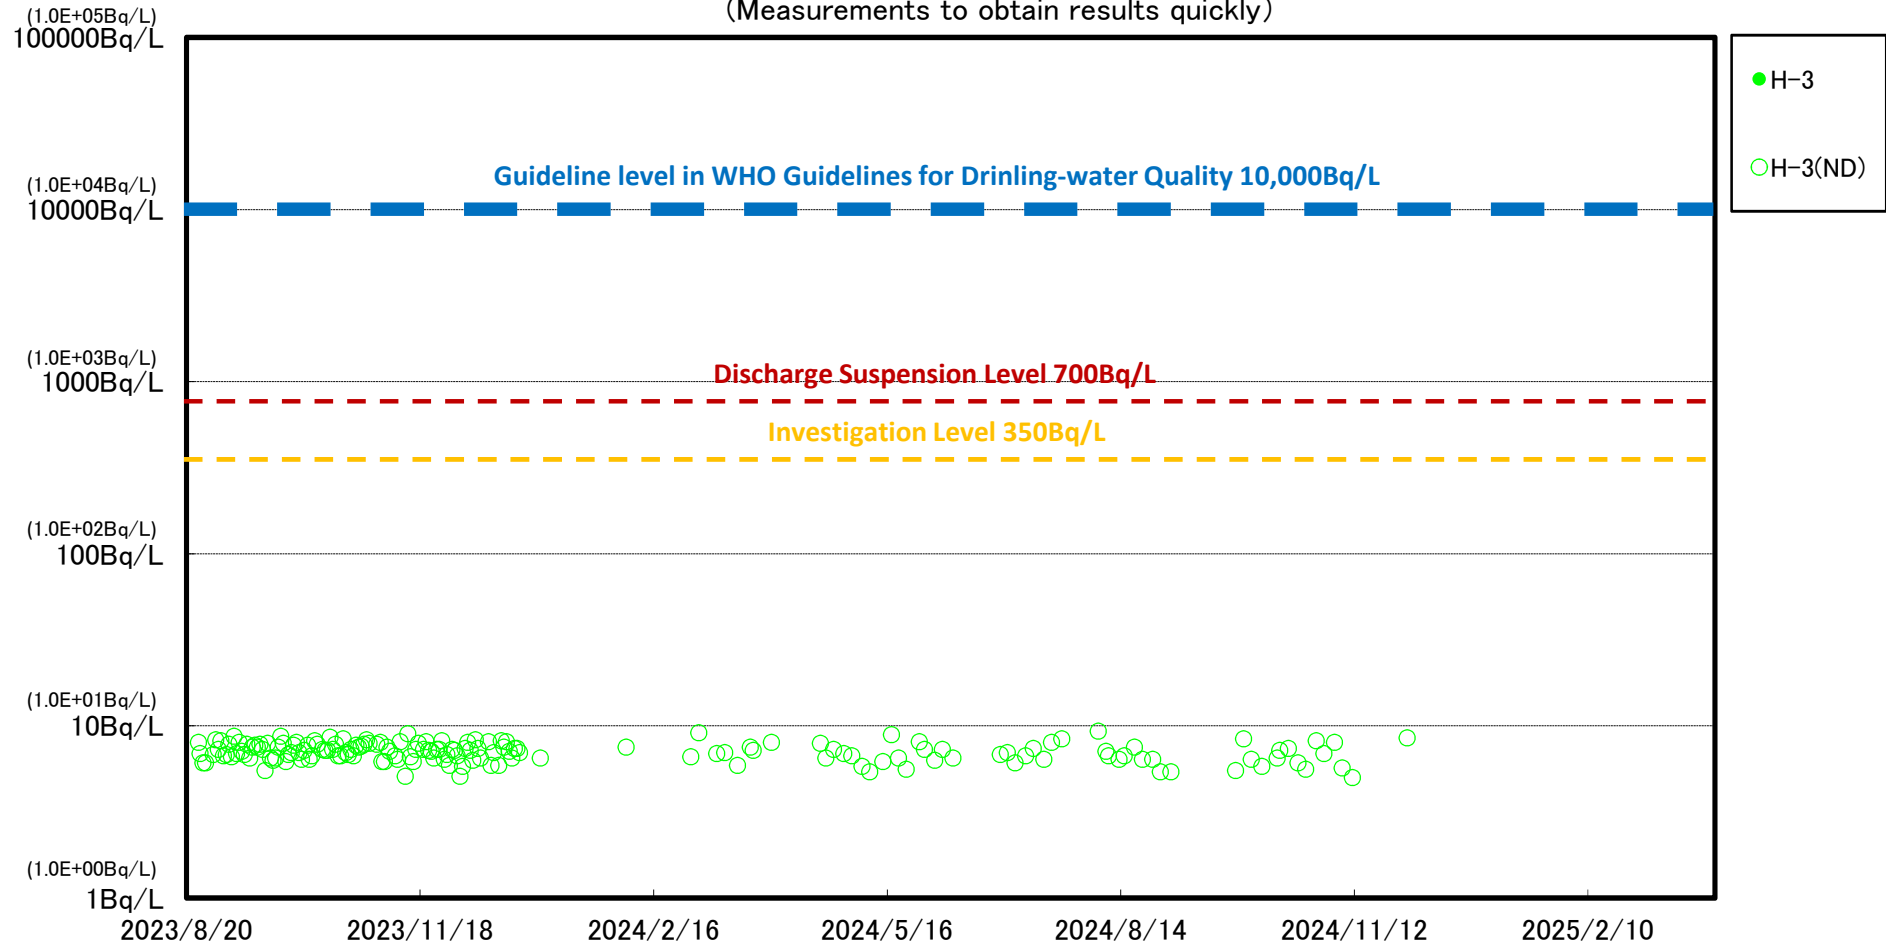 (Measurements to obtain results quickly)
(1.0E+05Bq/L)
100000Bq/L
H-3
H-3(ND)
Guideline level in WHO Guidelines for Drinling-water Quality 10,000Bq/L
(1.0E+04Bq/L)
10000Bq/L
(1.0E+03Bq/L)
1000Bq/L
Discharge Suspension Level 700Bq/L
Investigation Level 350Bq/L
(1.0E+02Bq/L)
100Bq/L
(1.0E+01Bq/L)
10Bq/L
(1.0E+00Bq/L)
1Bq/L
2023/8/20 2023/11/18 2024/2/16 2024/5/16 2024/8/14 2024/11/12 2025/2/10